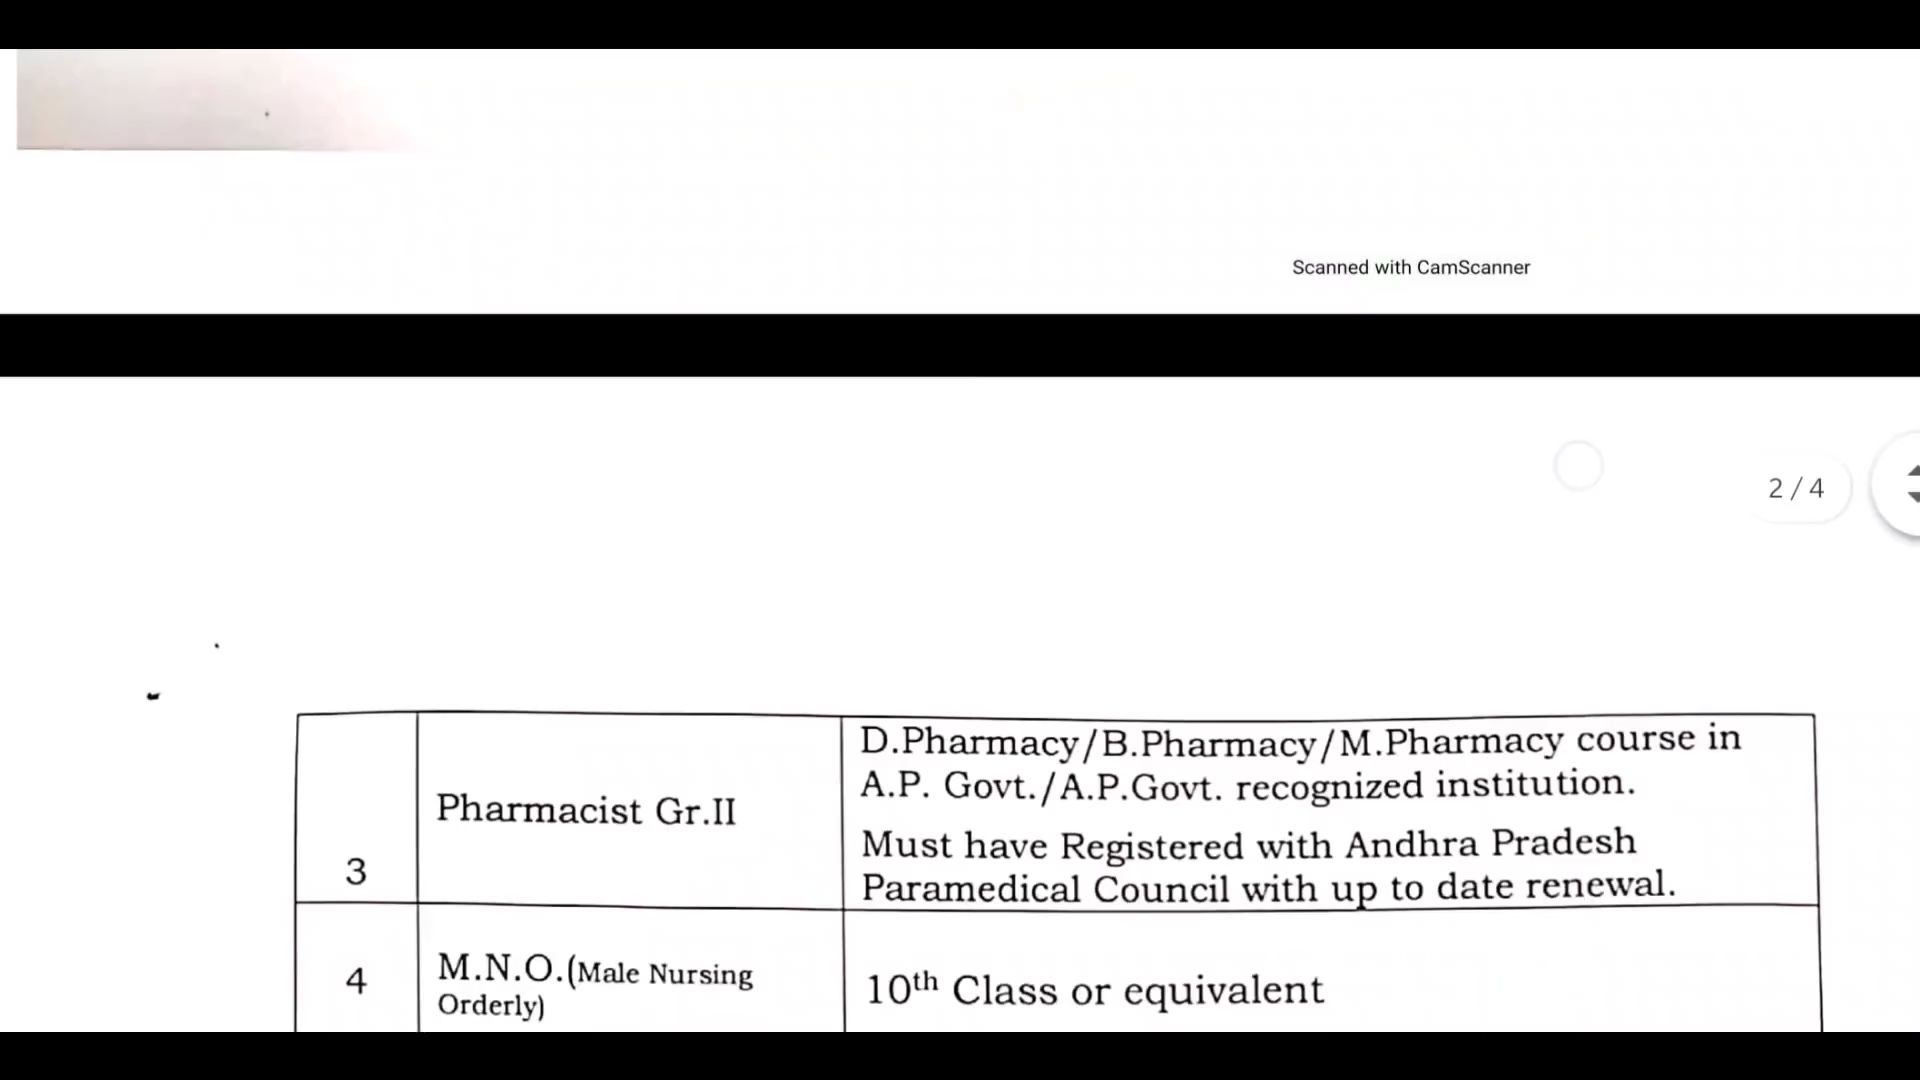 Scanned with CamScanner
2 / 4
3
Pharmacist Gr.II
D.Pharmacy/B.Pharmacy/M.Pharmacy course in
A.P. Govt./A.P.Govt. recognized institution.
Must have Registered with Andhra Pradesh
Paramedical Council with up to date renewal.
4
M.N.O.(Male Nursing
Orderly)
10th Class or equivalent